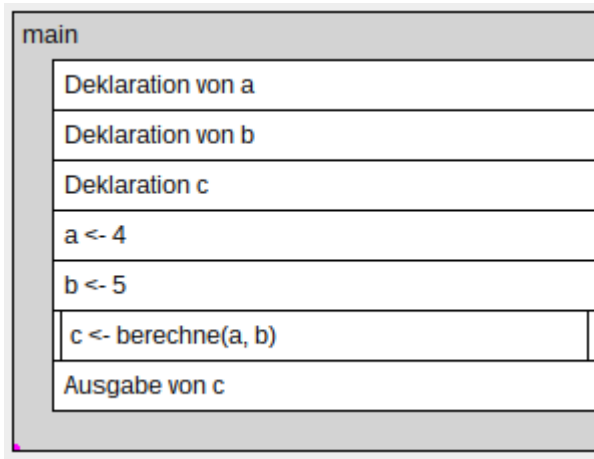 main
Deklaration von a
Deklaration von b
Deklaration c
a <- 4
b <- 5
c <- berechne(a, b)
Ausgabe von c